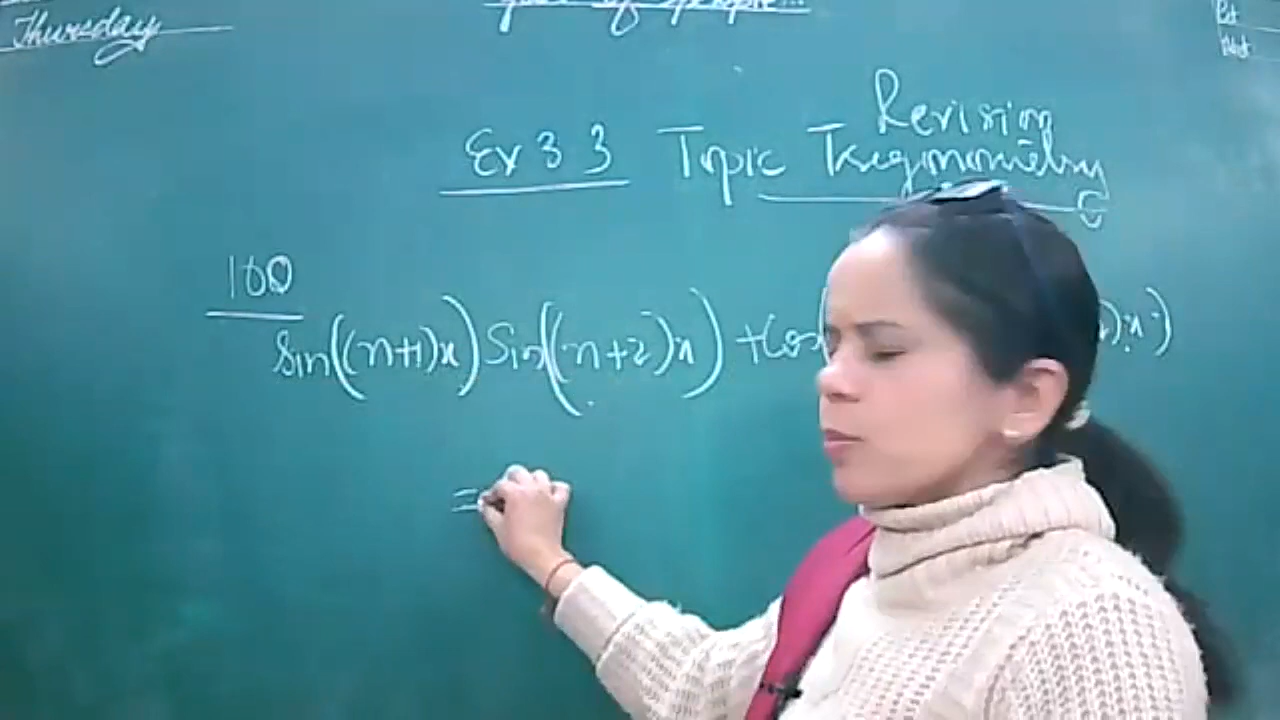 Thursday
Revision
Ex 3 3 Topic Trigonometry
100
Sin((n+1)x) Sin((n+2)x) + Cos( )x)
=